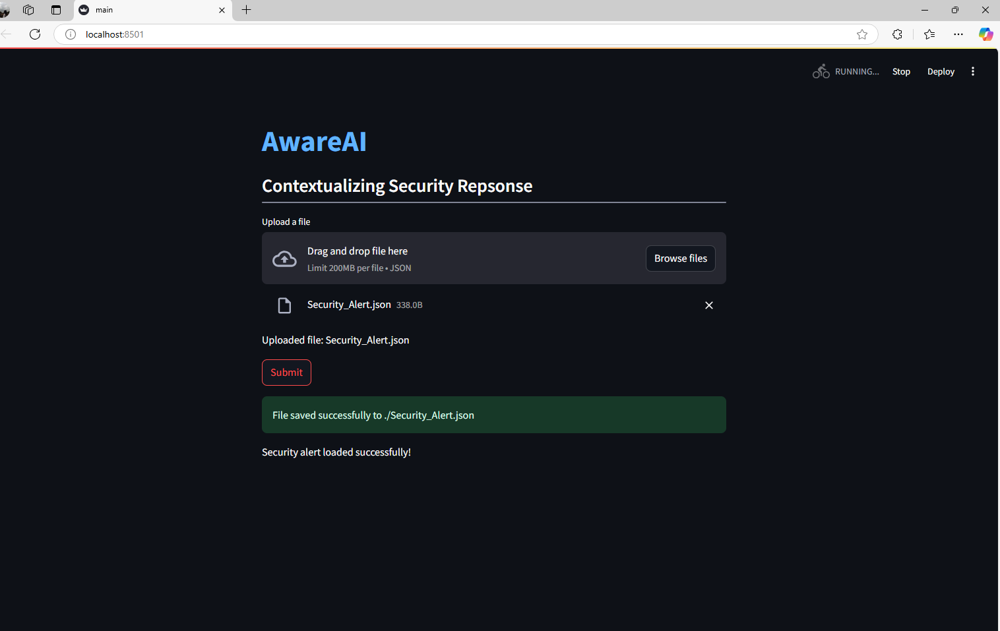 main
localhost:8501
RUNNING...
Stop
Deploy
AwareAI
Contextualizing Security Repsonse
Upload a file
Drag and drop file here
Limit 200MB per file • JSON
Browse files
Security_Alert.json 338.0B
Uploaded file: Security_Alert.json
Submit
File saved successfully to ./Security_Alert.json
Security alert loaded successfully!